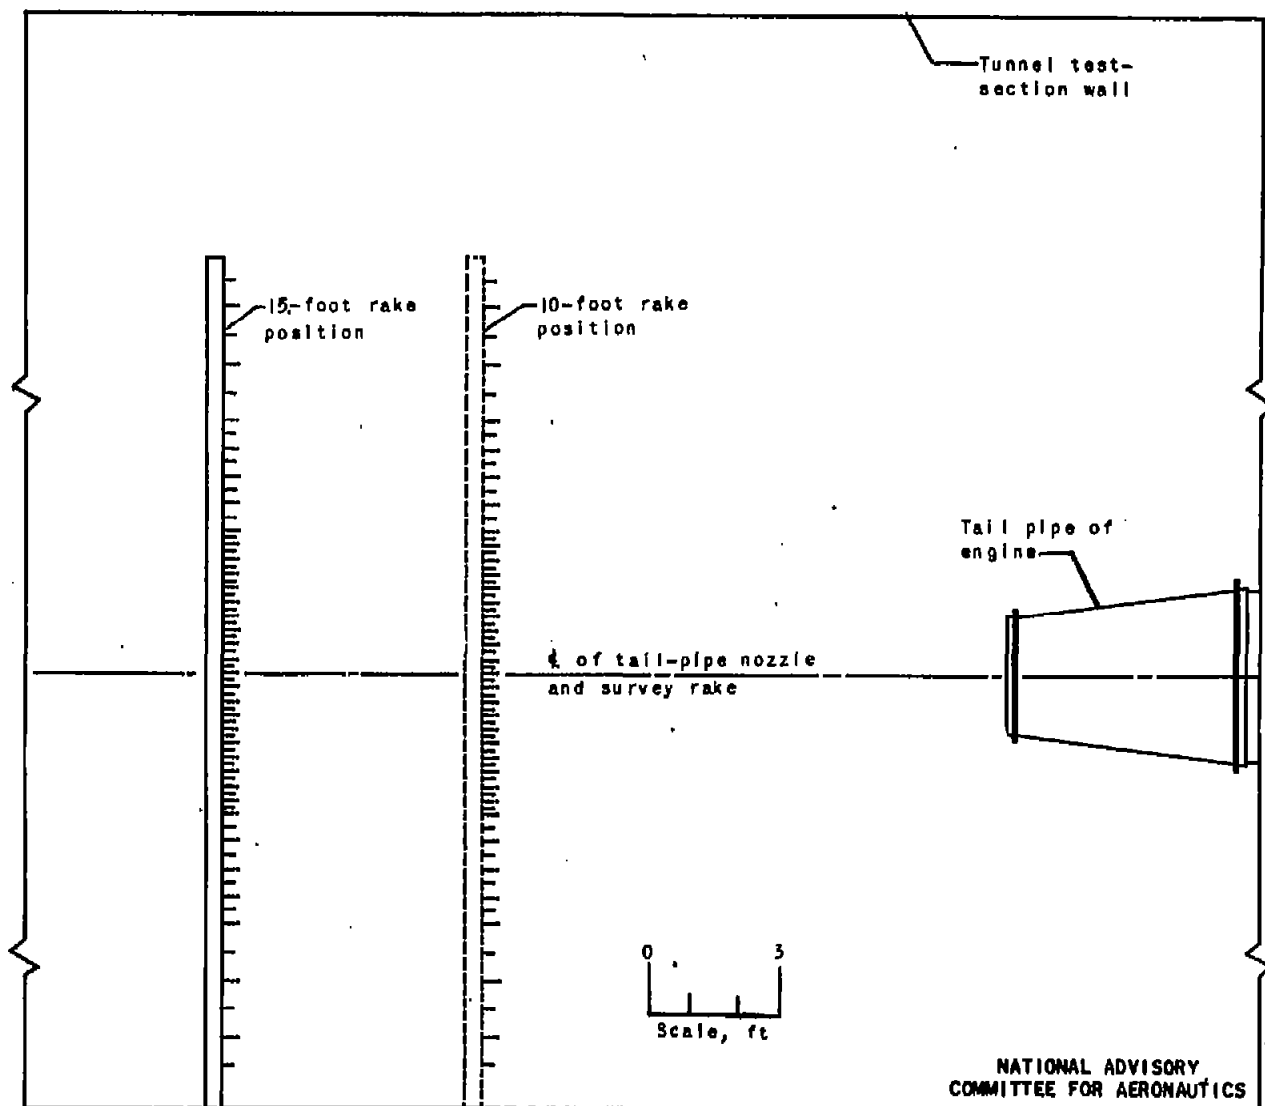 Tunnel test-
section wall
15-foot rake
position
10-foot rake
position
Tail pipe of
engine
℄ of tail-pipe nozzle
and survey rake
0 3
Scale, ft
NATIONAL ADVISORY
COMMITTEE FOR AERONAUTICS